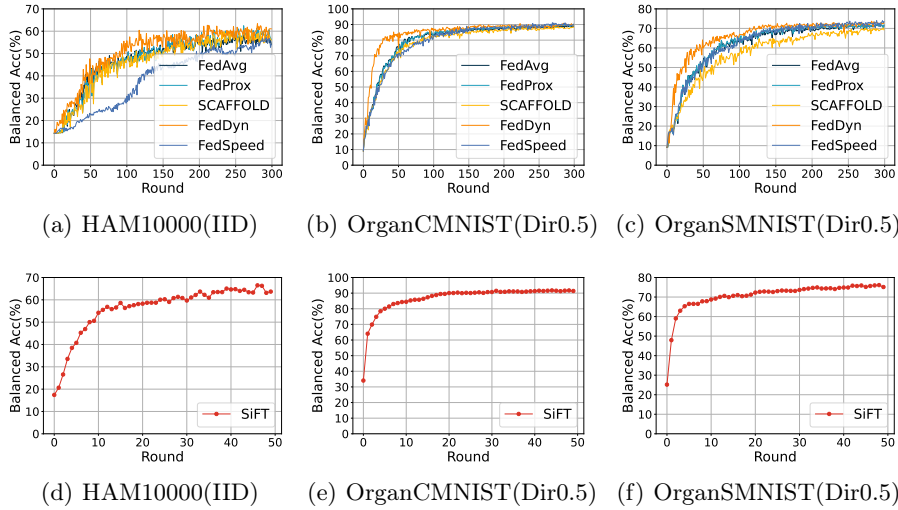 Balanced Acc(%)
70
60
50
40
30
20
10
0
FedAvg
FedProx
SCAFFOLD
FedDyn
FedSpeed
0 50 100 150 200 250 300
Round
(a) HAM10000(IID)
Balanced Acc(%)
100
90
80
70
60
50
40
30
20
10
0
FedAvg
FedProx
SCAFFOLD
FedDyn
FedSpeed
0 50 100 150 200 250 300
Round
(b) OrganCMNIST(Dir0.5)
Balanced Acc(%)
80
70
60
50
40
30
20
10
0
FedAvg
FedProx
SCAFFOLD
FedDyn
FedSpeed
0 50 100 150 200 250 300
Round
(c) OrganSMNIST(Dir0.5)
Balanced Acc(%)
70
60
50
40
30
20
10
0
SiFT
0 10 20 30 40 50
Round
(d) HAM10000(IID)
Balanced Acc(%)
100
90
80
70
60
50
40
30
20
10
0
SiFT
0 10 20 30 40 50
Round
(e) OrganCMNIST(Dir0.5)
Balanced Acc(%)
80
70
60
50
40
30
20
10
0
SiFT
0 10 20 30 40 50
Round
(f) OrganSMNIST(Dir0.5)